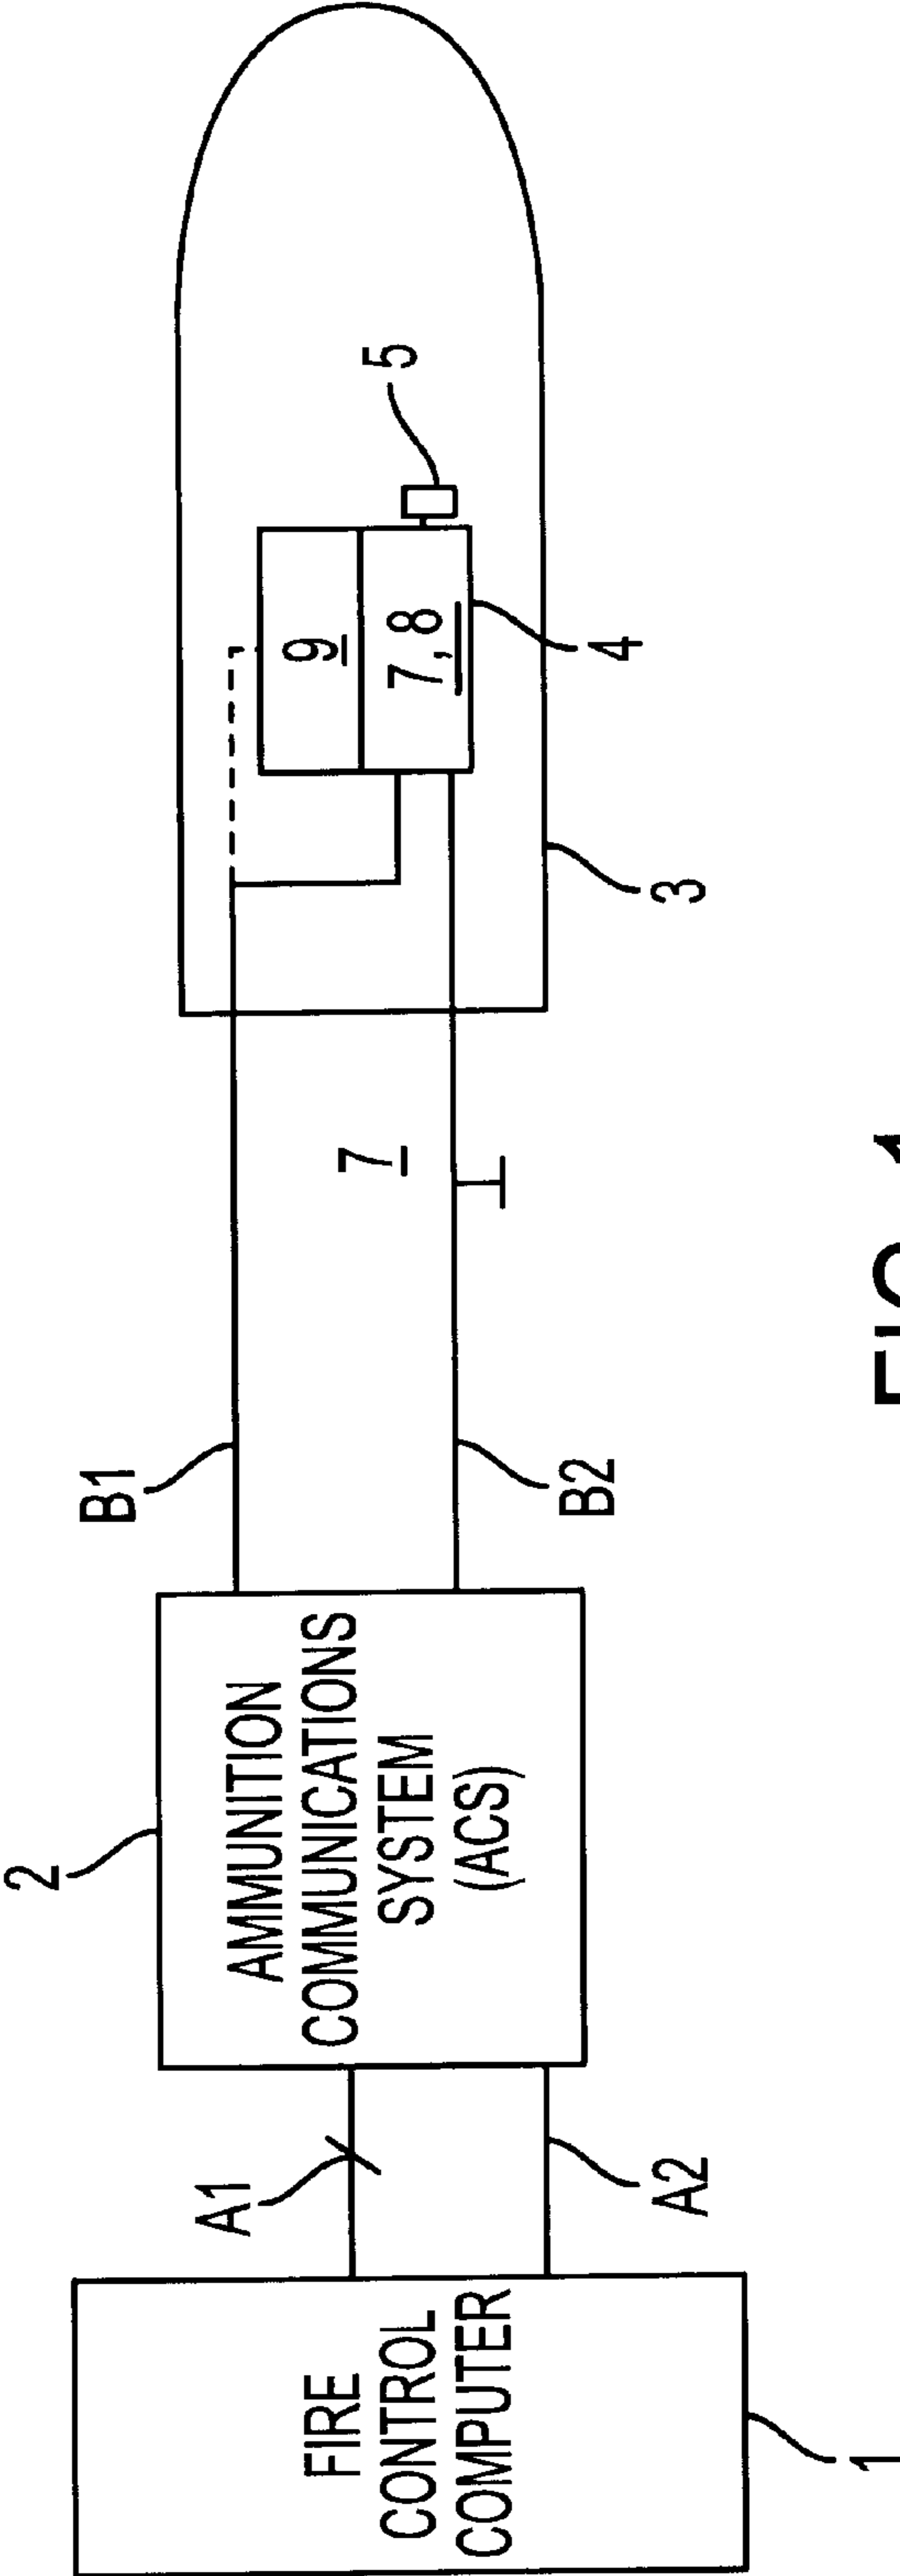 1
FIRE
CONTROL
COMPUTER
A1
A2
2
AMMUNITION
COMMUNICATIONS
SYSTEM
(ACS)
B1
B2
7
3
9
7, 8
4
5